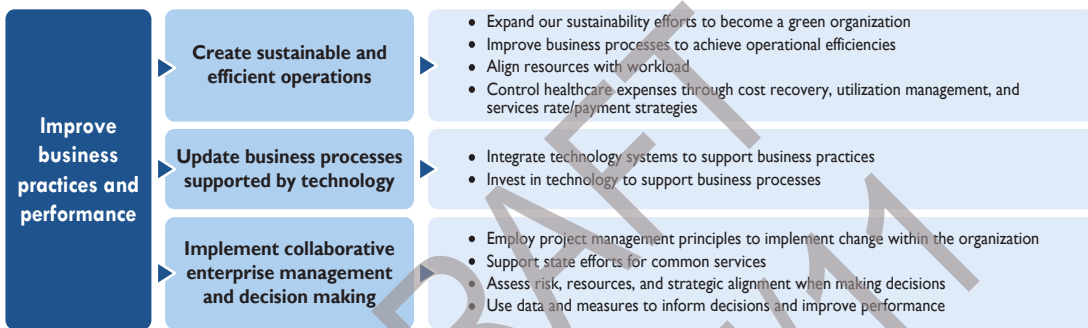 Improve
business
practices and
performance
Create sustainable and
efficient operations
• Expand our sustainability efforts to become a green organization
• Improve business processes to achieve operational efficiencies
• Align resources with workload
• Control healthcare expenses through cost recovery, utilization management, and
services rate/payment strategies
Update business processes
supported by technology
• Integrate technology systems to support business practices
• Invest in technology to support business processes
Implement collaborative
enterprise management
and decision making
• Employ project management principles to implement change within the organization
• Support state efforts for common services
• Assess risk, resources, and strategic alignment when making decisions
• Use data and measures to inform decisions and improve performance
DRAFT